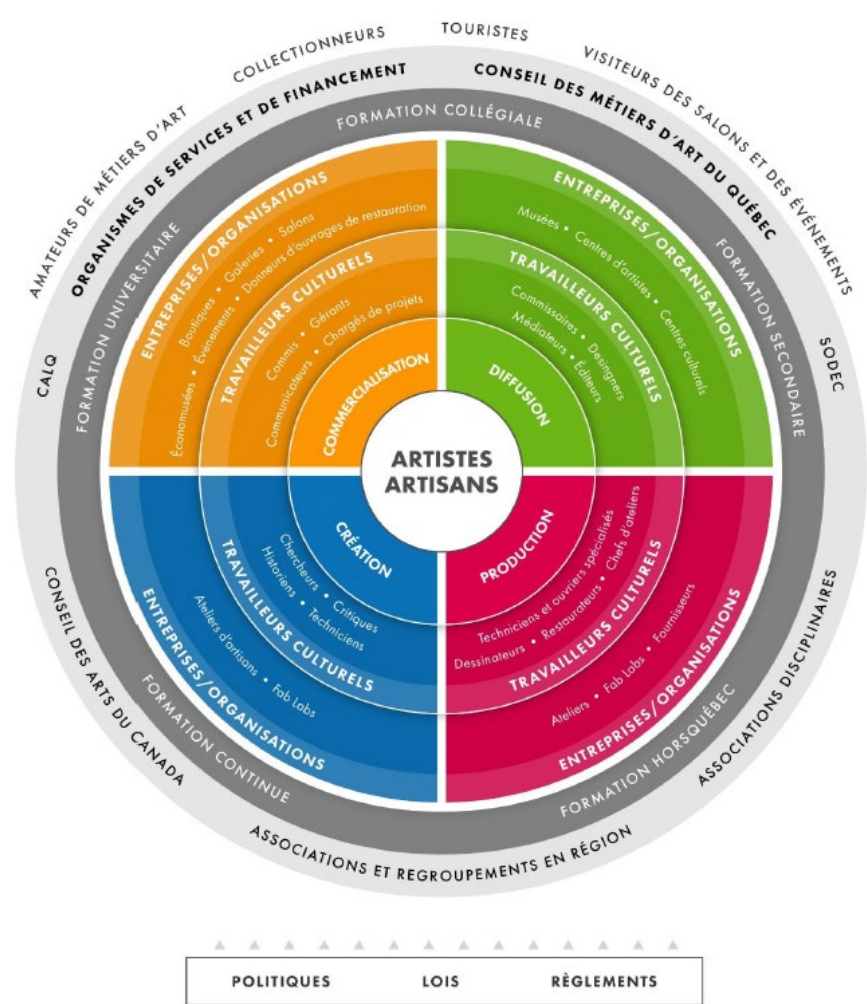 AMATEURS DE MÉTIERS D'ART
COLLECTIONNEURS
TOURISTES
VISITEURS DES SALONS ET DES ÉVÉNEMENTS
ORGANISMES DE SERVICES ET DE FINANCEMENT
CONSEIL DES MÉTIERS D'ART DU QUÉBEC
CALQ
SODEC
CONSEIL DES ARTS DU CANADA
ASSOCIATIONS ET REGROUPEMENTS EN RÉGION
ASSOCIATIONS DISCIPLINAIRES
FORMATION UNIVERSITAIRE
FORMATION COLLÉGIALE
FORMATION SECONDAIRE
FORMATION CONTINUE
FORMATION HORSQUÉBEC
ENTREPRISES/ORGANISATIONS
Boutiques • Galeries • Salons
Économusées • Événements • Donneurs d'ouvrages de restauration
TRAVAILLEURS CULTURELS
Commis • Gérants
Communicateurs • Chargés de projets
COMMERCIALISATION
ENTREPRISES/ORGANISATIONS
Musées • Centres d'artistes • Centres culturels
TRAVAILLEURS CULTURELS
Commissaires • Desingners
Médiateurs • Éditeurs
DIFFUSION
ARTISTES
ARTISANS
CRÉATION
Chercheurs • Critiques
Historiens • Techniciens
TRAVAILLEURS CULTURELS
Ateliers d'artisans • Fab Labs
ENTREPRISES/ORGANISATIONS
PRODUCTION
Techniciens et ouvriers spécialisés
Dessinateurs • Restaurateurs • Chefs d'ateliers
TRAVAILLEURS CULTURELS
Ateliers • Fab Labs • Fournisseurs
ENTREPRISES/ORGANISATIONS
POLITIQUES LOIS RÈGLEMENTS